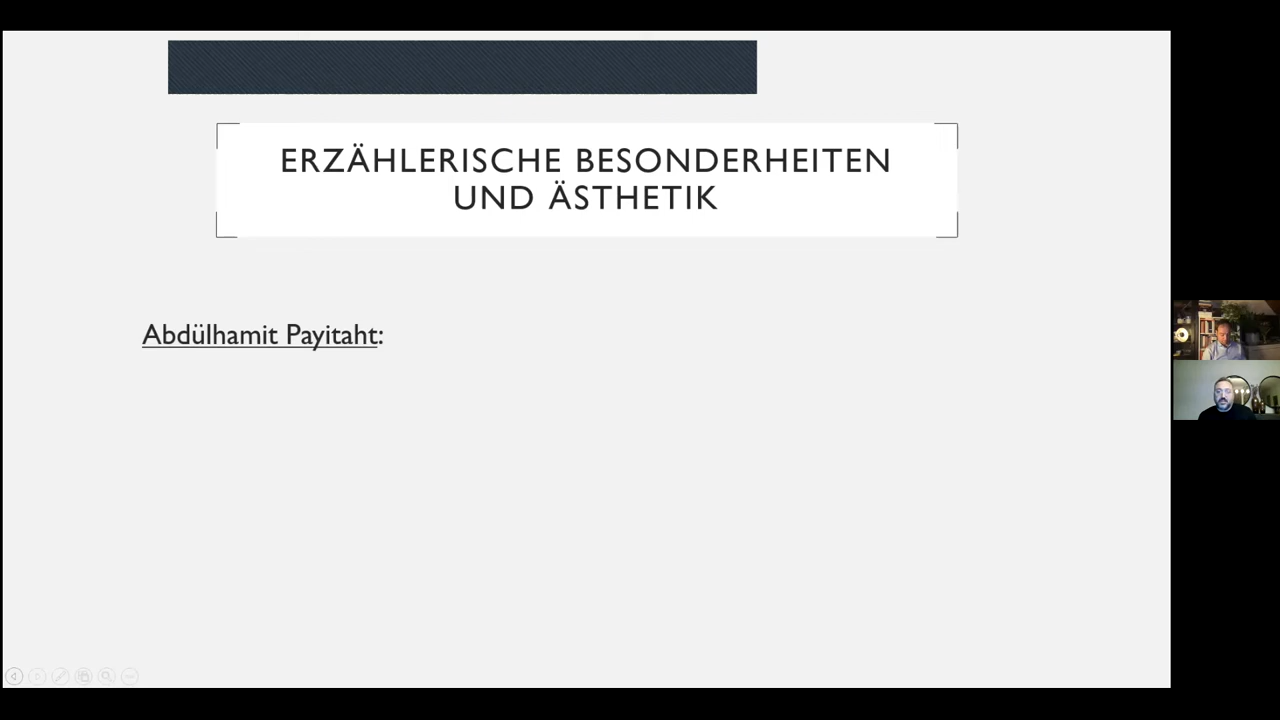 ERZÄHLERISCHE BESONDERHEITEN
UND ÄSTHETIK
Abdülhamit Payitaht: